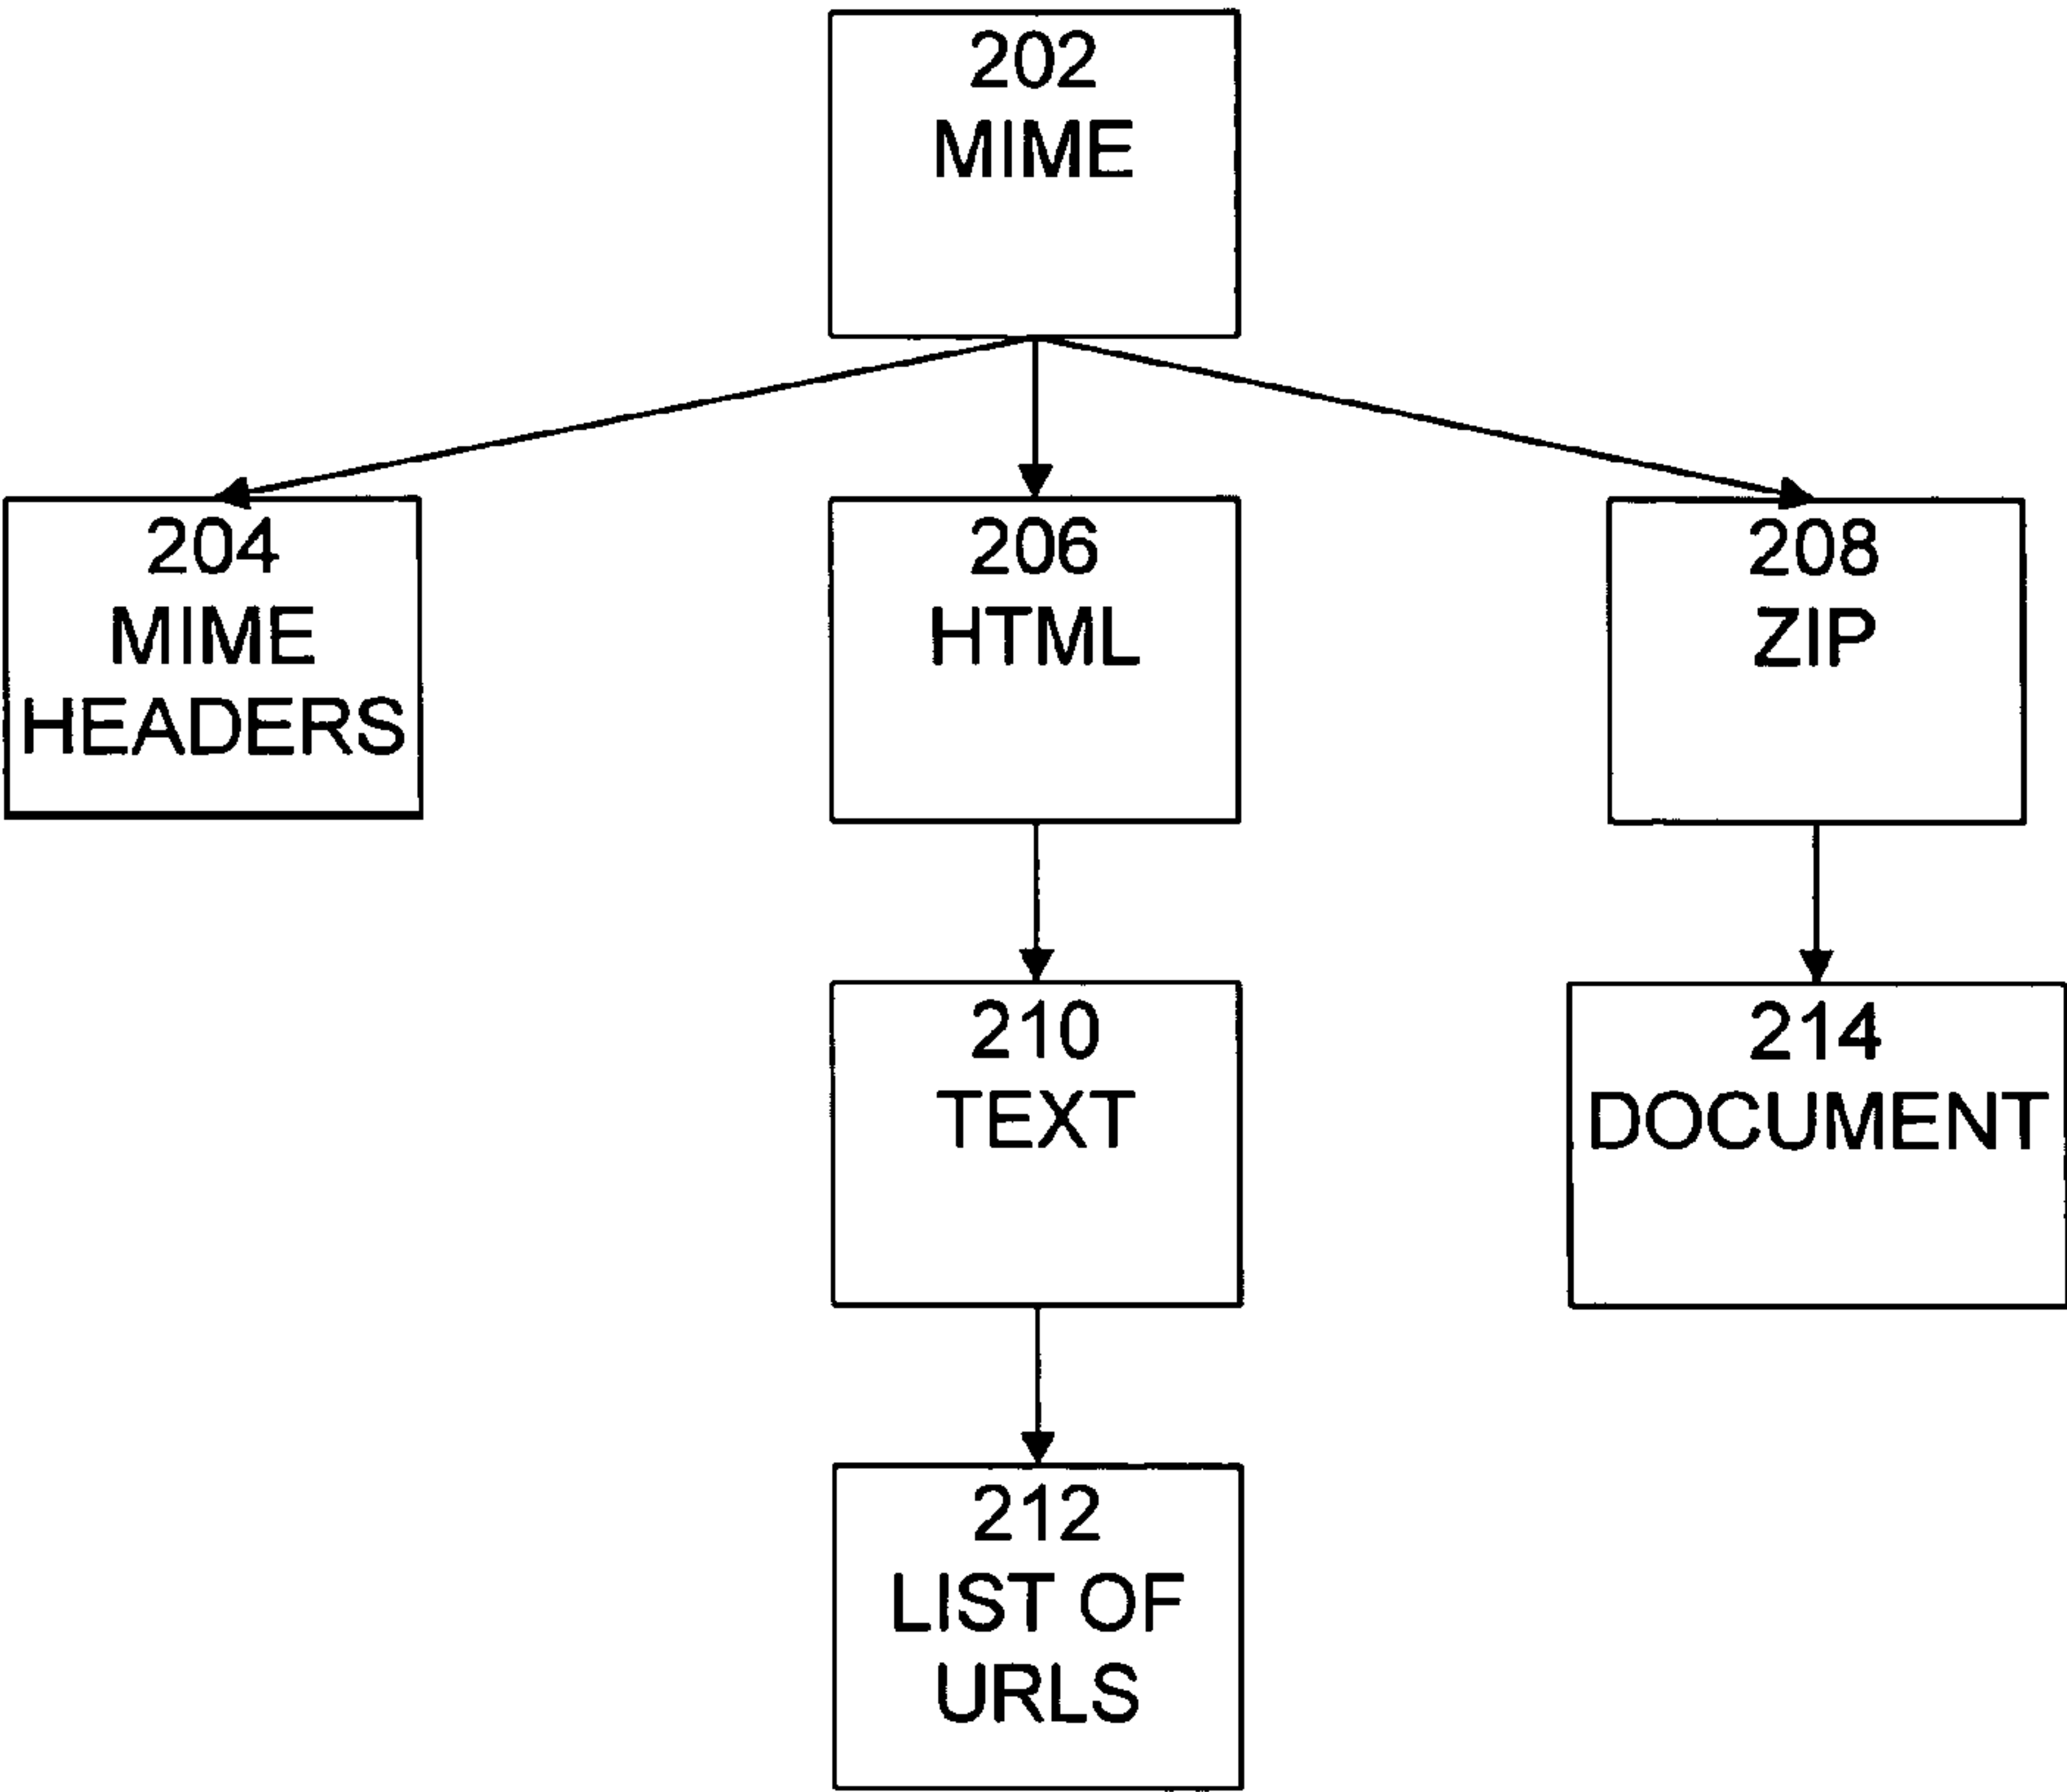 202
MIME
204
MIME
HEADERS
206
HTML
208
ZIP
210
TEXT
214
DOCUMENT
212
LIST OF
URLS